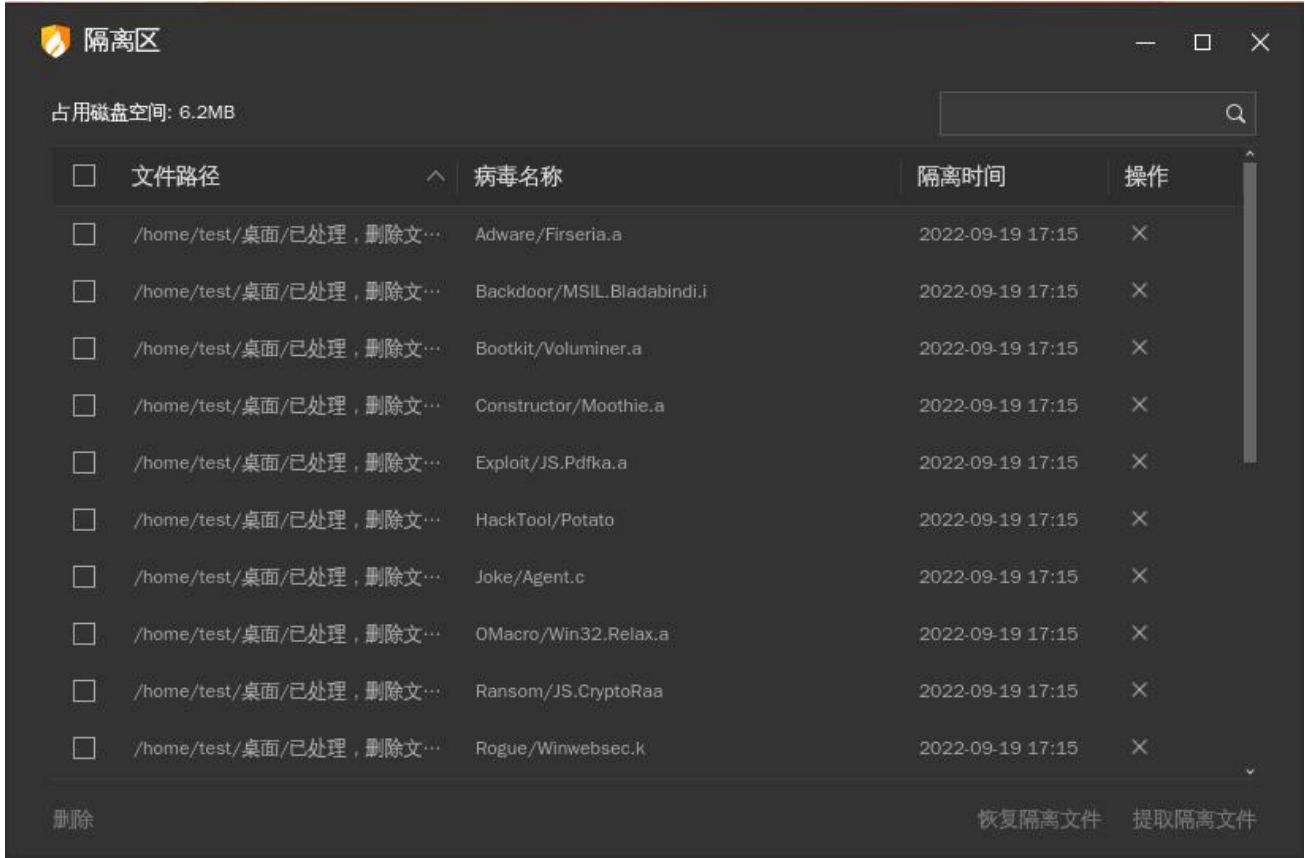 隔离区
占用磁盘空间: 6.2MB
文件路径 病毒名称 隔离时间 操作
/home/test/桌面/已处理，删除文… Adware/Firseria.a 2022-09-19 17:15
/home/test/桌面/已处理，删除文… Backdoor/MSIL.Bladabindi.i 2022-09-19 17:15
/home/test/桌面/已处理，删除文… Bootkit/Voluminer.a 2022-09-19 17:15
/home/test/桌面/已处理，删除文… Constructor/Moothie.a 2022-09-19 17:15
/home/test/桌面/已处理，删除文… Exploit/JS.Pdfka.a 2022-09-19 17:15
/home/test/桌面/已处理，删除文… HackTool/Potato 2022-09-19 17:15
/home/test/桌面/已处理，删除文… Joke/Agent.c 2022-09-19 17:15
/home/test/桌面/已处理，删除文… OMacro/Win32.Relax.a 2022-09-19 17:15
/home/test/桌面/已处理，删除文… Ransom/JS.CryptoRaa 2022-09-19 17:15
/home/test/桌面/已处理，删除文… Rogue/Winwebsec.k 2022-09-19 17:15
删除 恢复隔离文件 提取隔离文件